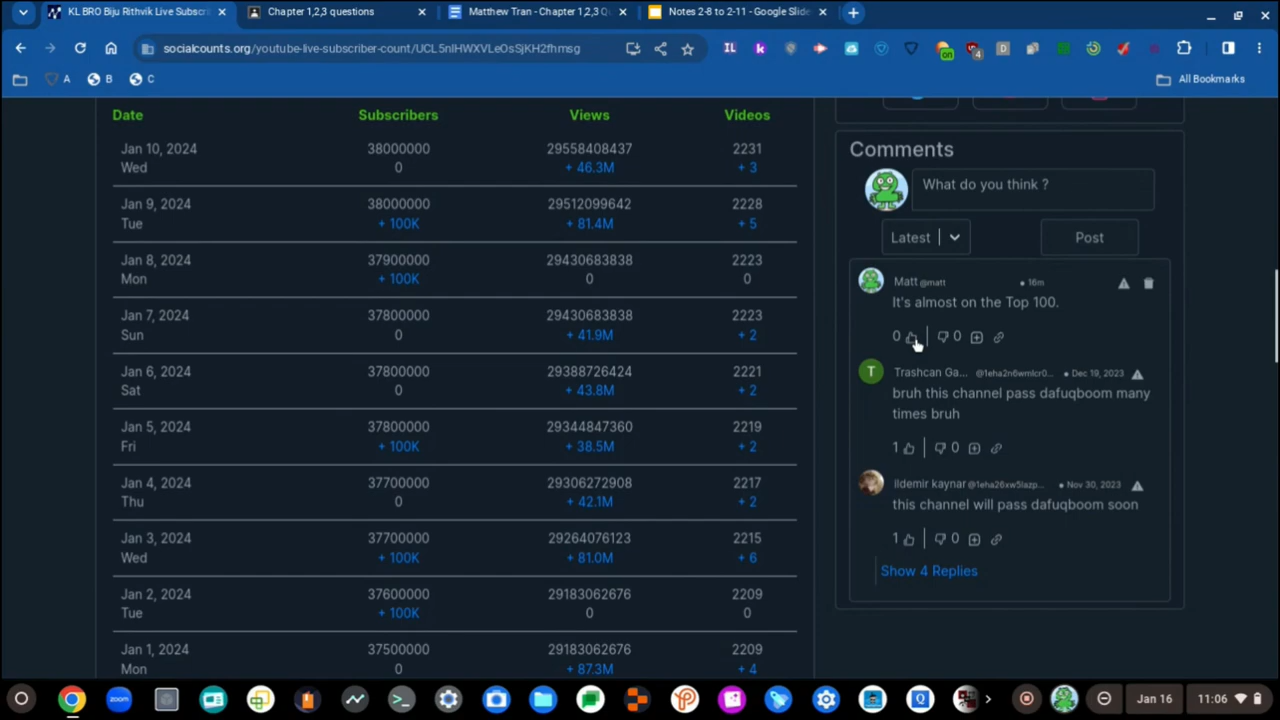 KL BRO Biju Rithvik Live Subscri
Chapter 1,2,3 questions
Matthew Tran - Chapter 1,2,3 Q
Notes 2-8 to 2-11 - Google Slide
socialcounts.org/youtube-live-subscriber-count/UCL5nIHWXVLeOsSjKH2fhmsg
IL
k
on
4
D
A
B
C
All Bookmarks
Date Subscribers Views Videos
Jan 10, 2024 38000000 29558408437 2231
Wed 0 + 46.3M + 3
Jan 9, 2024 38000000 29512099642 2228
Tue + 100K + 81.4M + 5
Jan 8, 2024 37900000 29430683838 2223
Mon + 100K 0 0
Jan 7, 2024 37800000 29430683838 2223
Sun 0 + 41.9M + 2
Jan 6, 2024 37800000 29388726424 2221
Sat 0 + 43.8M + 2
Jan 5, 2024 37800000 29344847360 2219
Fri + 100K + 38.5M + 2
Jan 4, 2024 37700000 29306272908 2217
Thu 0 + 42.1M + 2
Jan 3, 2024 37700000 29264076123 2215
Wed + 100K + 81.0M + 6
Jan 2, 2024 37600000 29183062676 2209
Tue + 100K 0 0
Jan 1, 2024 37500000 29183062676 2209
Mon 0 + 87.3M + 4
Comments
What do you think ?
Latest
Post
Matt @matt • 16m
It's almost on the Top 100.
0 0
T
Trashcan Ga... @1eha2n6wmlcr0... • Dec 19, 2023
bruh this channel pass dafuqboom many
times bruh
1 0
Ildemir kaynar @1eha26xw5lazp... • Nov 30, 2023
this channel will pass dafuqboom soon
1 0
Show 4 Replies
zoom
Q
Jan 16
11:06